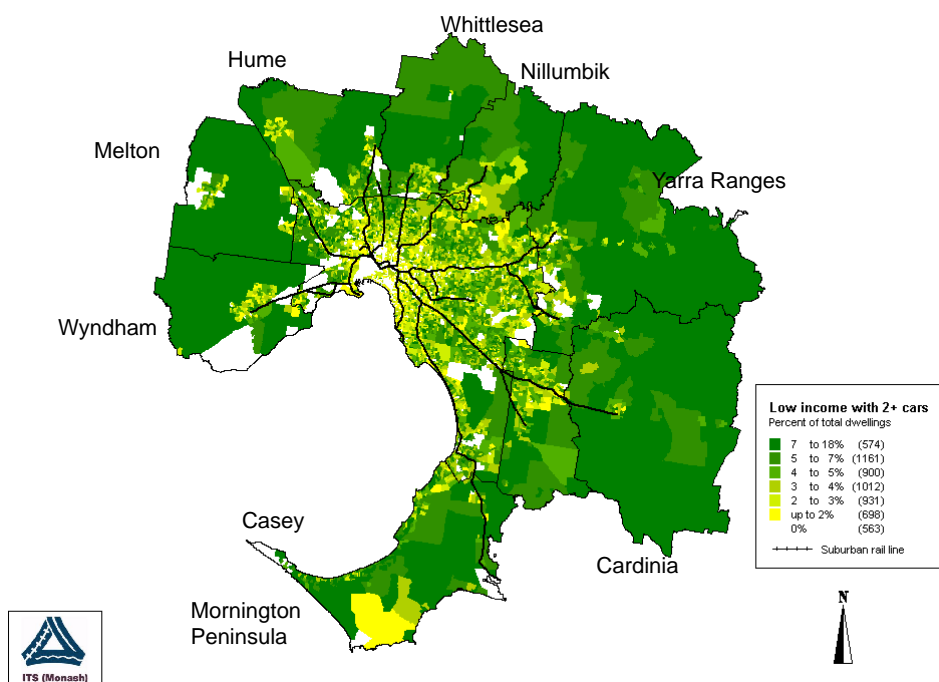 Whittlesea
Hume
Nillumbik
Melton
Yarra Ranges
Wyndham
Low income with 2+ cars
Percent of total dwellings
7 to 18% (574)
5 to 7% (1161)
4 to 5% (900)
3 to 4% (1012)
2 to 3% (931)
up to 2% (698)
0% (563)
Suburban rail line
Casey
Cardinia
Mornington
Peninsula
N
ITS (Monash)